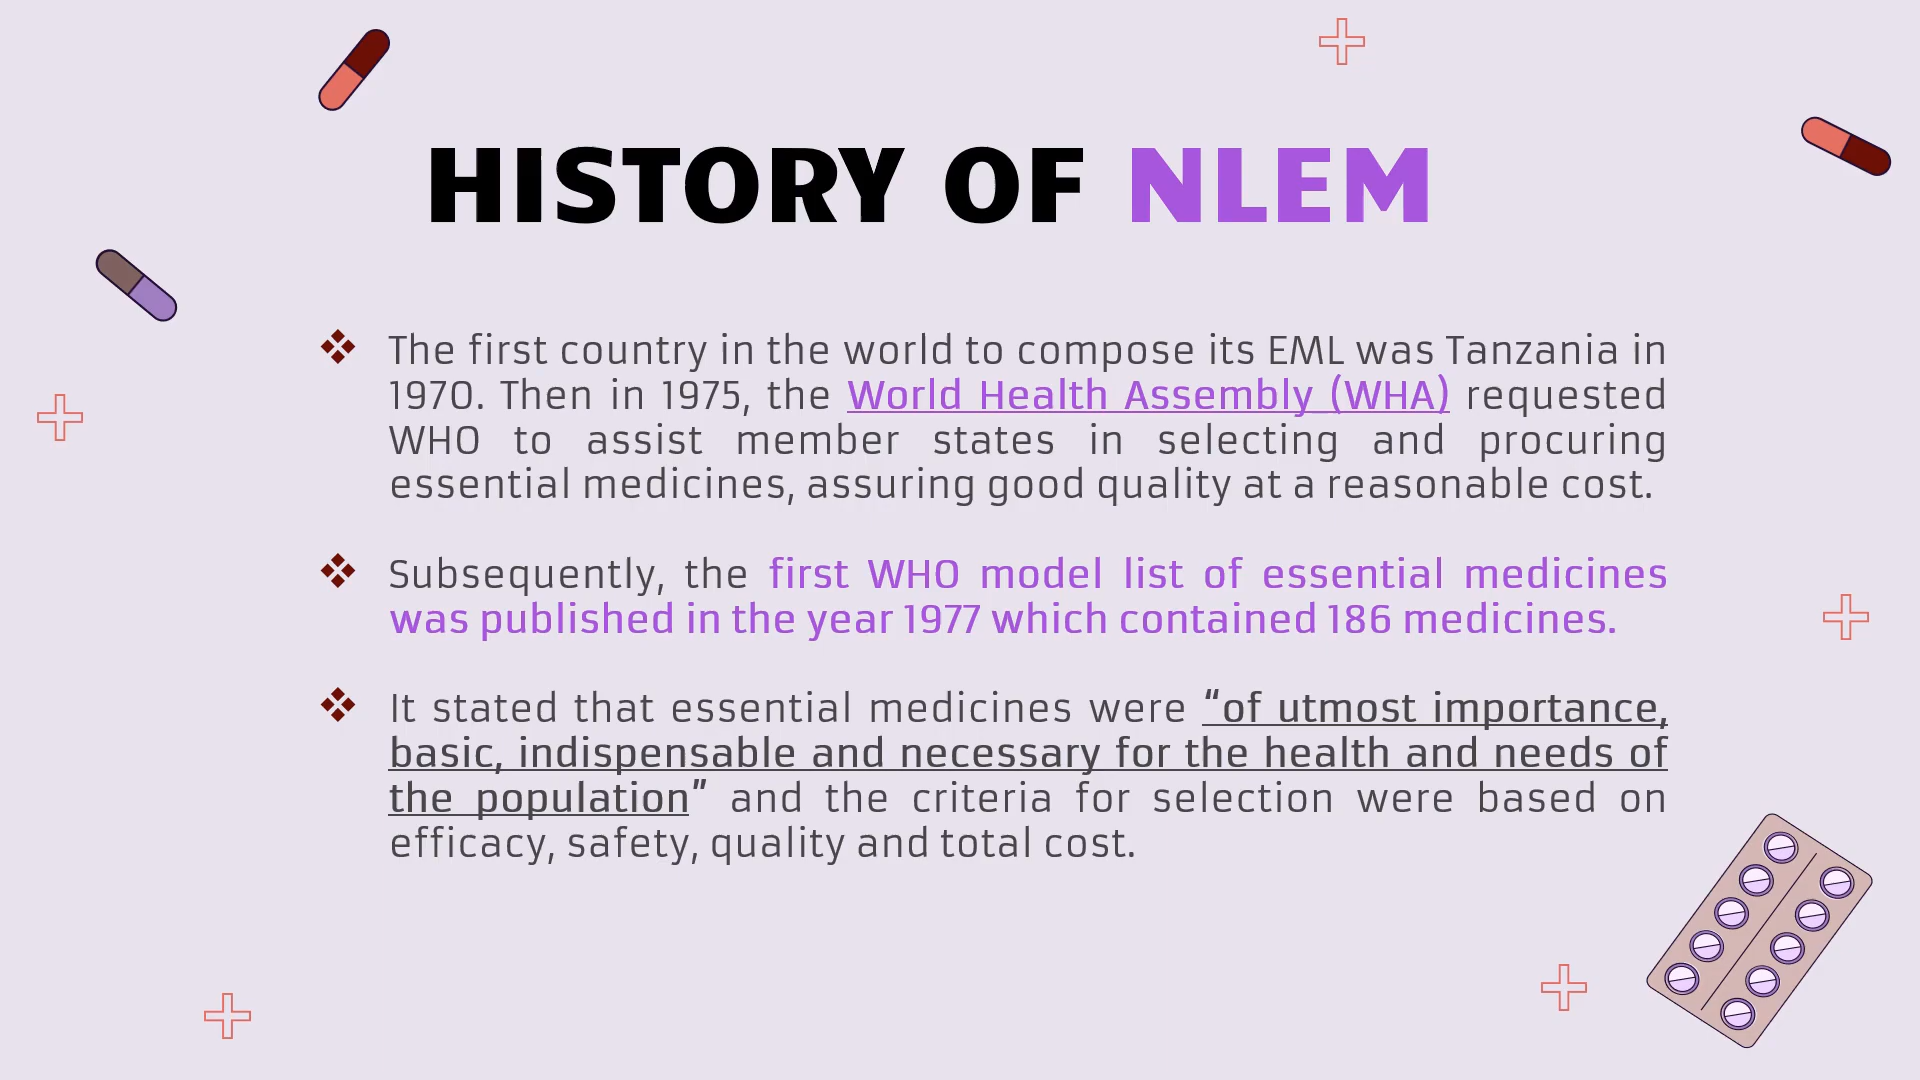 HISTORY OF NLEM
The first country in the world to compose its EML was Tanzania in
1970. Then in 1975, the World Health Assembly (WHA) requested
WHO to assist member states in selecting and procuring
essential medicines, assuring good quality at a reasonable cost.
Subsequently, the first WHO model list of essential medicines
was published in the year 1977 which contained 186 medicines.
It stated that essential medicines were “of utmost importance,
basic, indispensable and necessary for the health and needs of
the population” and the criteria for selection were based on
efficacy, safety, quality and total cost.